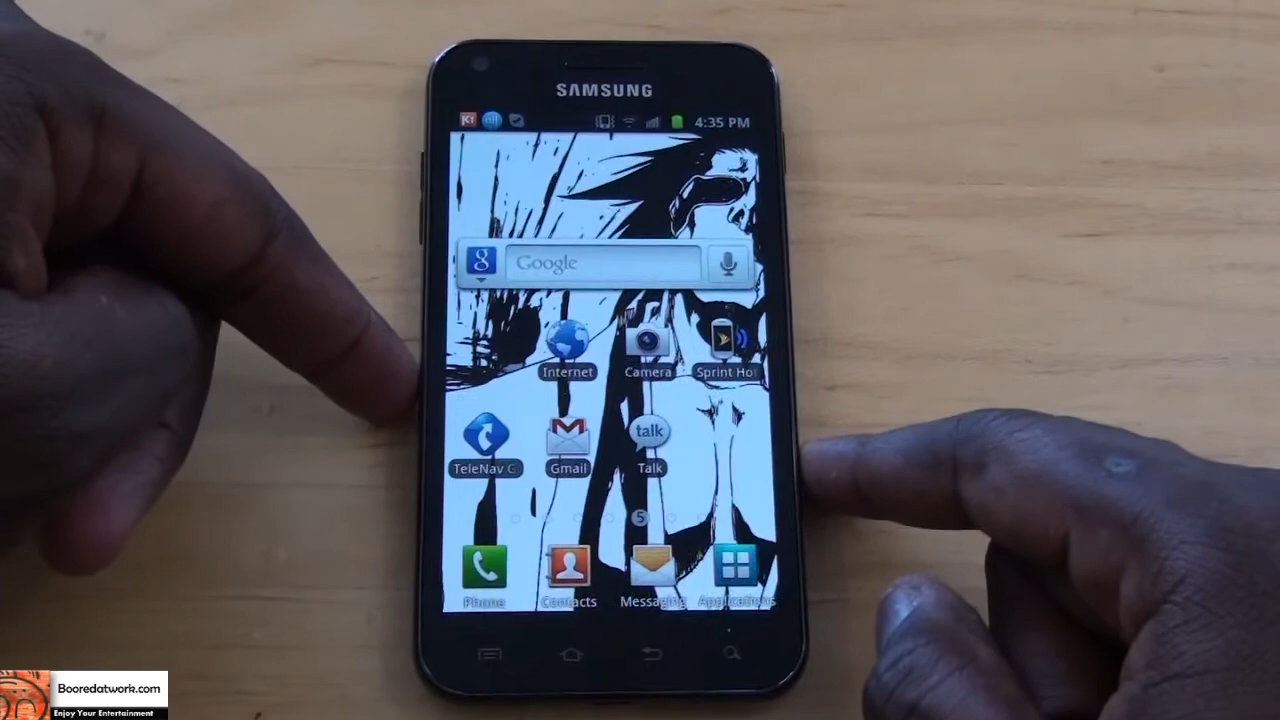 SAMSUNG
4:35 PM
Google
Internet
Camera
Sprint Ho
TeleNav G
Gmail
talk
Talk
5
Phone
Contacts
Messaging
Applications
Booredatwork.com
Enjoy Your Entertainment